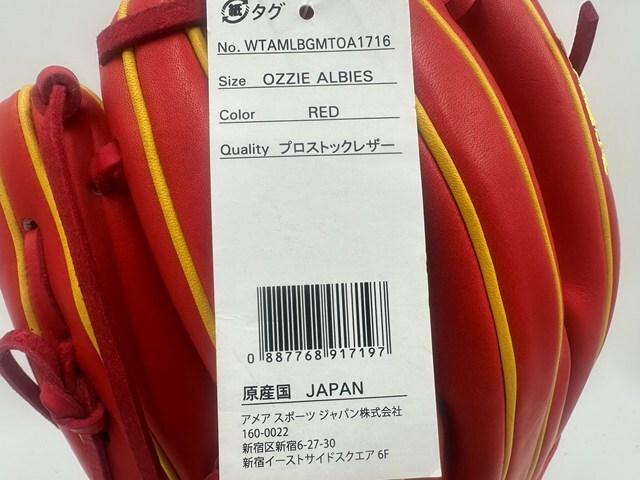 紙 タグ
No. WTAMLBGMTOA1716
Size OZZIE ALBIES
Color RED
Quality プロストックレザー
0 887768 917197
原産国 JAPAN
アメア スポーツ ジャパン株式会社
160-0022
新宿区新宿6-27-30
新宿イーストサイドスクエア 6F